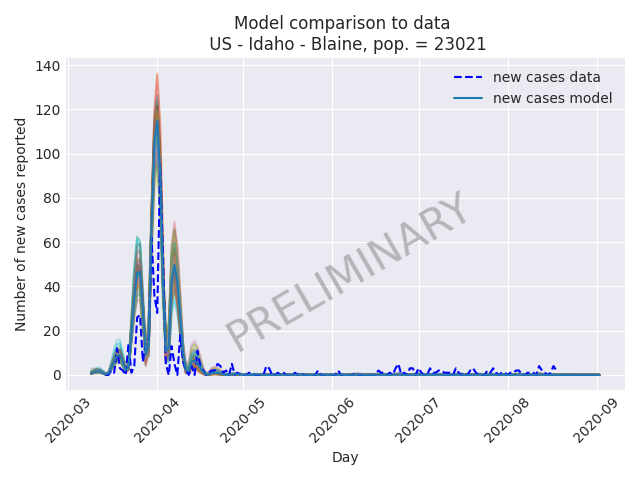 Model comparison to data
US - Idaho - Blaine, pop. = 23021
new cases data
new cases model
Number of new cases reported
140
120
100
80
60
40
20
0
PRELIMINARY
2020-03
2020-04
2020-05
2020-06
2020-07
2020-08
2020-09
Day